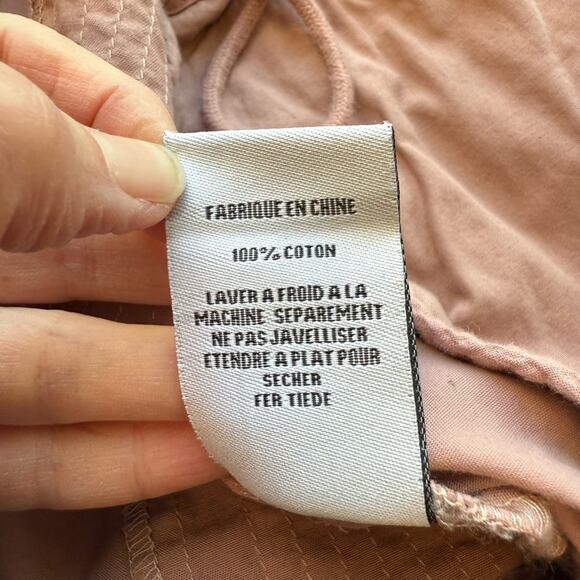 FABRIQUE EN CHINE
100% COTON
LAVER A FROID A LA
MACHINE SEPAREMENT
NE PAS JAVELLISER
ETENDRE A PLAT POUR
SECHER
FER TIEDE